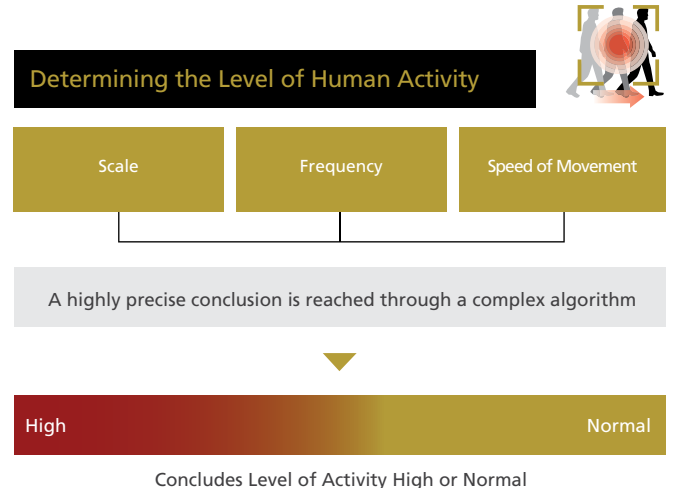 Determining the Level of Human Activity
Scale
Frequency
Speed of Movement
A highly precise conclusion is reached through a complex algorithm
High
Normal
Concludes Level of Activity High or Normal